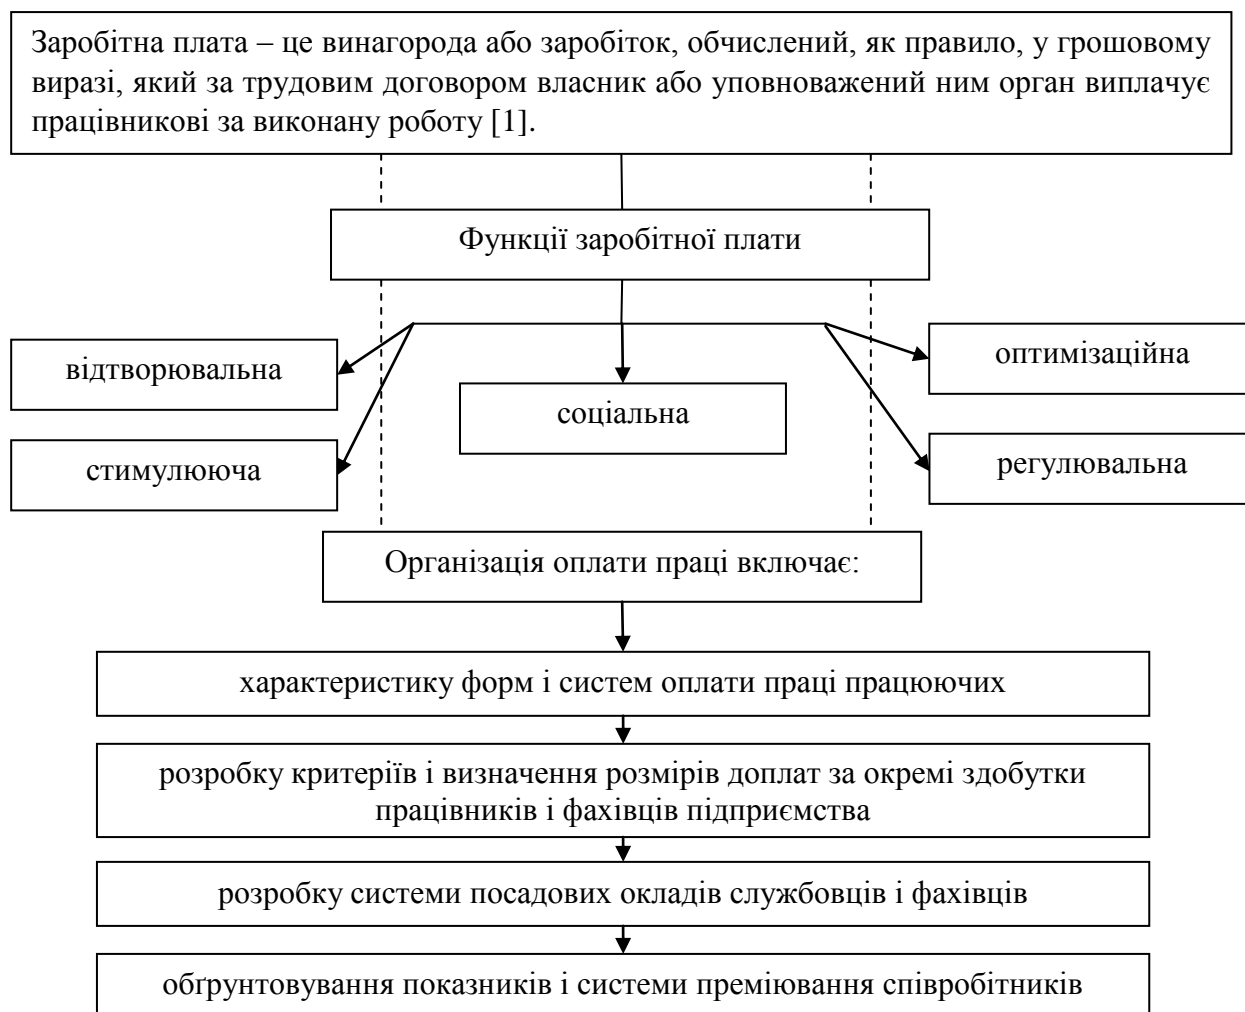 Заробітна плата – це винагорода або заробіток, обчислений, як правило, у грошовому
виразі, який за трудовим договором власник або уповноважений ним орган виплачує
працівникові за виконану роботу [1].
Функції заробітної плати
відтворювальна
оптимізаційна
соціальна
стимулююча
регулювальна
Організація оплати праці включає:
характеристику форм і систем оплати праці працюючих
розробку критеріїв і визначення розмірів доплат за окремі здобутки
працівників і фахівців підприємства
розробку системи посадових окладів службовців і фахівців
обґрунтовування показників і системи преміювання співробітників